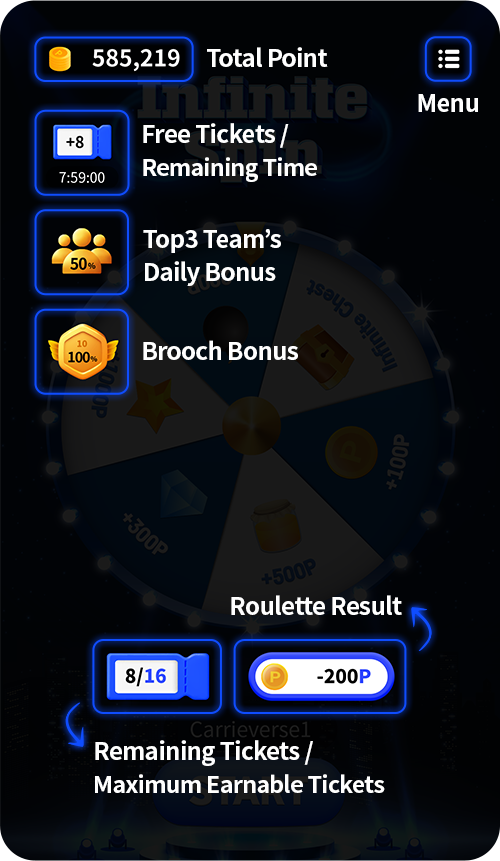 585,219 Total Point
Menu
Infinite
Spin
+8
7:59:00
Free Tickets /
Remaining Time
50%
Top3 Team's
Daily Bonus
10
100%
Brooch Bonus
Infinite Chest
+100P
+300P
+500P
Roulette Result
8/16
-200P
Carrieverse1
Remaining Tickets /
Maximum Earnable Tickets
START